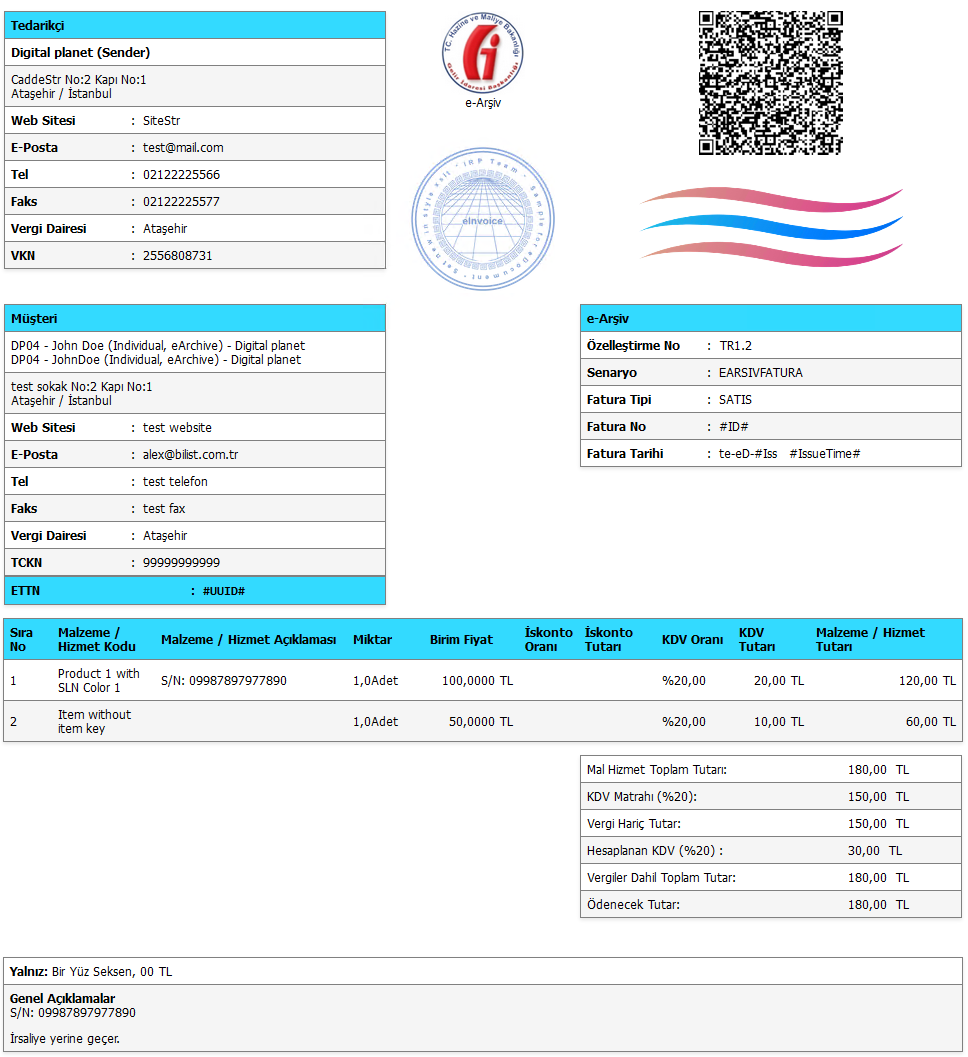 Tedarikçi
Digital planet (Sender)
CaddeStr No:2 Kapı No:1
Ataşehir / İstanbul
Web Sitesi : SiteStr
E-Posta : test@mail.com
Tel : 02122225566
Faks : 02122225577
Vergi Dairesi : Ataşehir
VKN : 2556808731
T.C. Hazine ve Maliye Bakanlığı
Gelir İdaresi Başkanlığı
e-Arşiv
* IRP Team * Sample for eDocument * Set new in style xslt
eInvoice
Müşteri
DP04 - John Doe (Individual, eArchive) - Digital planet
DP04 - JohnDoe (Individual, eArchive) - Digital planet
test sokak No:2 Kapı No:1
Ataşehir / İstanbul
Web Sitesi : test website
E-Posta : alex@bilist.com.tr
Tel : test telefon
Faks : test fax
Vergi Dairesi : Ataşehir
TCKN : 99999999999
ETTN : #UUID#
e-Arşiv
Özelleştirme No : TR1.2
Senaryo : EARSIVFATURA
Fatura Tipi : SATIS
Fatura No : #ID#
Fatura Tarihi : te-eD-#Iss #IssueTime#
Sıra No Malzeme / Hizmet Kodu Malzeme / Hizmet Açıklaması Miktar Birim Fiyat İskonto Oranı İskonto Tutarı KDV Oranı KDV Tutarı Malzeme / Hizmet Tutarı
1 Product 1 with SLN Color 1 S/N: 09987897977890 1,0Adet 100,0000 TL %20,00 20,00 TL 120,00 TL
2 Item without item key 1,0Adet 50,0000 TL %20,00 10,00 TL 60,00 TL
Mal Hizmet Toplam Tutarı: 180,00 TL
KDV Matrahı (%20): 150,00 TL
Vergi Hariç Tutar: 150,00 TL
Hesaplanan KDV (%20) : 30,00 TL
Vergiler Dahil Toplam Tutar: 180,00 TL
Ödenecek Tutar: 180,00 TL
Yalnız: Bir Yüz Seksen, 00 TL
Genel Açıklamalar
S/N: 09987897977890
İrsaliye yerine geçer.